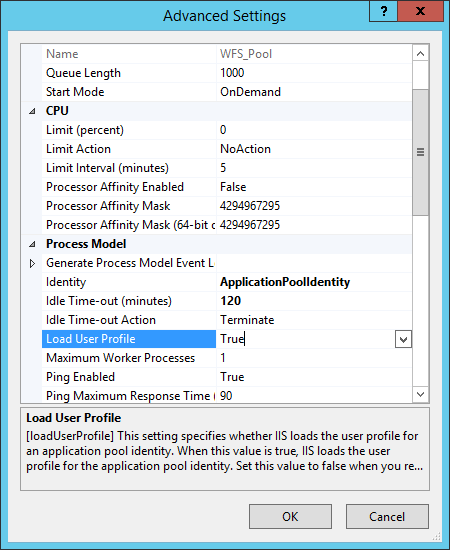 Advanced Settings
?
Name WFS_Pool
Queue Length 1000
Start Mode OnDemand
CPU
Limit (percent) 0
Limit Action NoAction
Limit Interval (minutes) 5
Processor Affinity Enabled False
Processor Affinity Mask 4294967295
Processor Affinity Mask (64-bit c 4294967295
Process Model
Generate Process Model Event L
Identity ApplicationPoolIdentity
Idle Time-out (minutes) 120
Idle Time-out Action Terminate
Load User Profile True
Maximum Worker Processes 1
Ping Enabled True
Ping Maximum Response Time ( 90
Load User Profile
[loadUserProfile] This setting specifies whether IIS loads the user profile for
an application pool identity. When this value is true, IIS loads the user
profile for the application pool identity. Set this value to false when you re...
OK Cancel